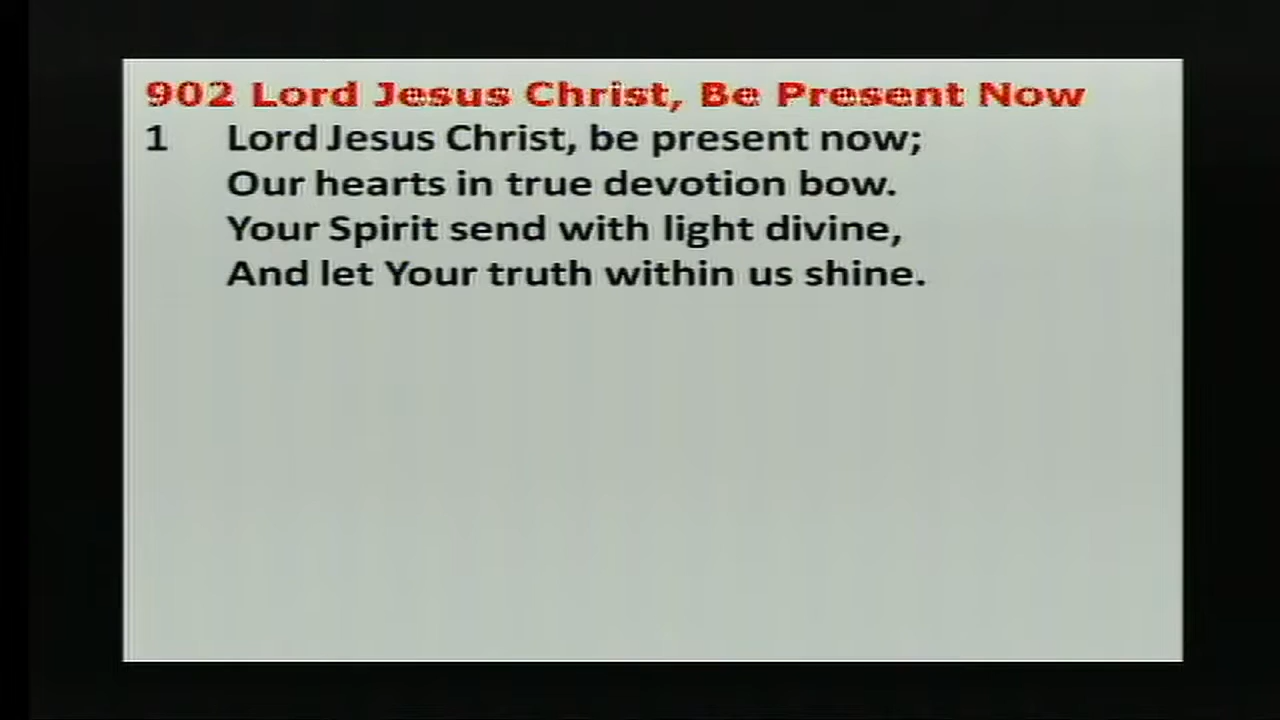 902 Lord Jesus Christ, Be Present Now
1 Lord Jesus Christ, be present now;
Our hearts in true devotion bow.
Your Spirit send with light divine,
And let Your truth within us shine.